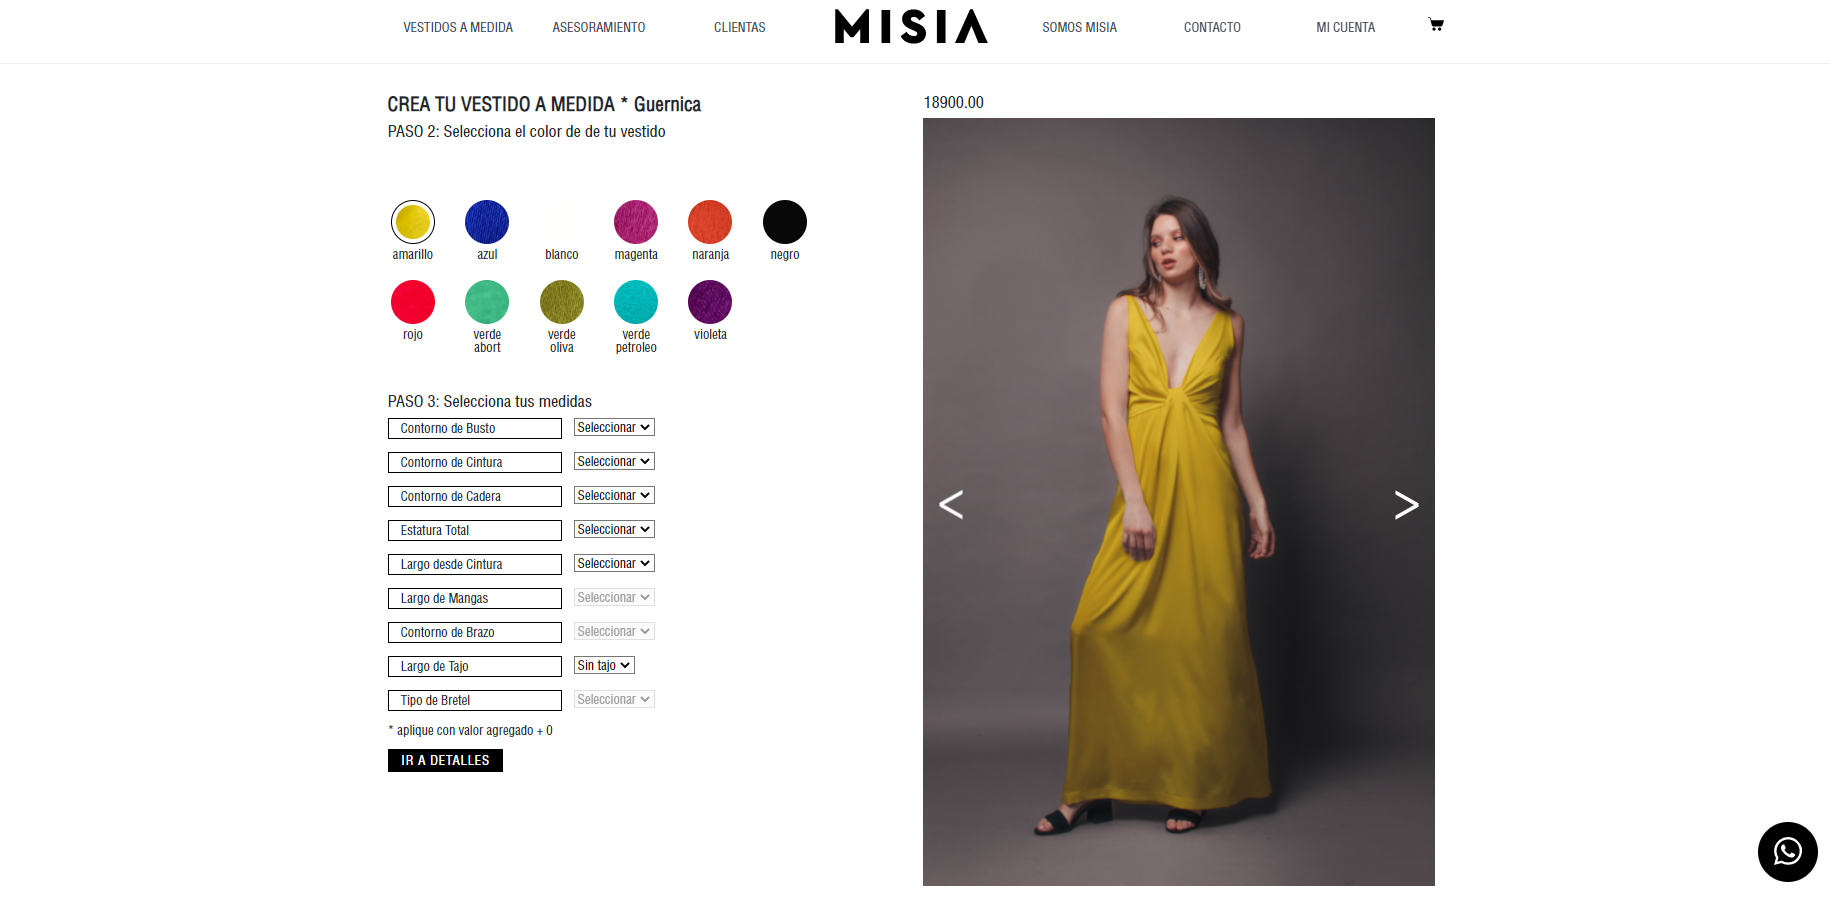 VESTIDOS A MEDIDA
ASESORAMIENTO
CLIENTAS
MISIA
SOMOS MISIA
CONTACTO
MI CUENTA
CREA TU VESTIDO A MEDIDA * Guernica
PASO 2: Selecciona el color de de tu vestido
amarillo
azul
blanco
magenta
naranja
negro
rojo
verde
abort
verde
oliva
verde
petroleo
violeta
PASO 3: Selecciona tus medidas
Contorno de Busto Seleccionar
Contorno de Cintura Seleccionar
Contorno de Cadera Seleccionar
Estatura Total Seleccionar
Largo desde Cintura Seleccionar
Largo de Mangas Seleccionar
Contorno de Brazo Seleccionar
Largo de Tajo Sin tajo
Tipo de Bretel Seleccionar
* aplique con valor agregado + 0
IR A DETALLES
18900.00
< >